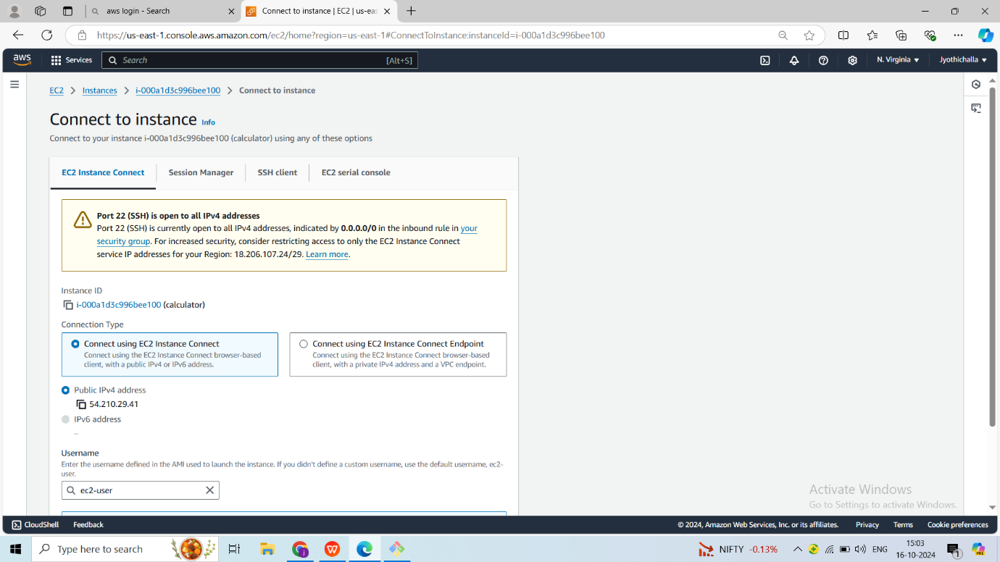 aws login - Search
Connect to instance | EC2 | us-eas
https://us-east-1.console.aws.amazon.com/ec2/home?region=us-east-1#ConnectToInstance:instanceId=i-000a1d3c996bee100
aws
Services
Search
[Alt+S]
N. Virginia
Jyothichalla
EC2 > Instances > i-000a1d3c996bee100 > Connect to instance
Connect to instance Info
Connect to your instance i-000a1d3c996bee100 (calculator) using any of these options
EC2 Instance Connect
Session Manager
SSH client
EC2 serial console
Port 22 (SSH) is open to all IPv4 addresses
Port 22 (SSH) is currently open to all IPv4 addresses, indicated by 0.0.0.0/0 in the inbound rule in your
security group. For increased security, consider restricting access to only the EC2 Instance Connect
service IP addresses for your Region: 18.206.107.24/29. Learn more.
Instance ID
i-000a1d3c996bee100 (calculator)
Connection Type
Connect using EC2 Instance Connect
Connect using the EC2 Instance Connect browser-based
client, with a public IPv4 or IPv6 address.
Connect using EC2 Instance Connect Endpoint
Connect using the EC2 Instance Connect browser-based
client, with a private IPv4 address and a VPC endpoint.
Public IPv4 address
54.210.29.41
IPv6 address
–
Username
Enter the username defined in the AMI used to launch the instance. If you didn't define a custom username, use the default username, ec2-
user.
ec2-user
Activate Windows
Go to Settings to activate Windows.
CloudShell
Feedback
© 2024, Amazon Web Services, Inc. or its affiliates.
Privacy
Terms
Cookie preferences
Type here to search
NIFTY -0.13%
ENG
15:03
16-10-2024
1
PRE